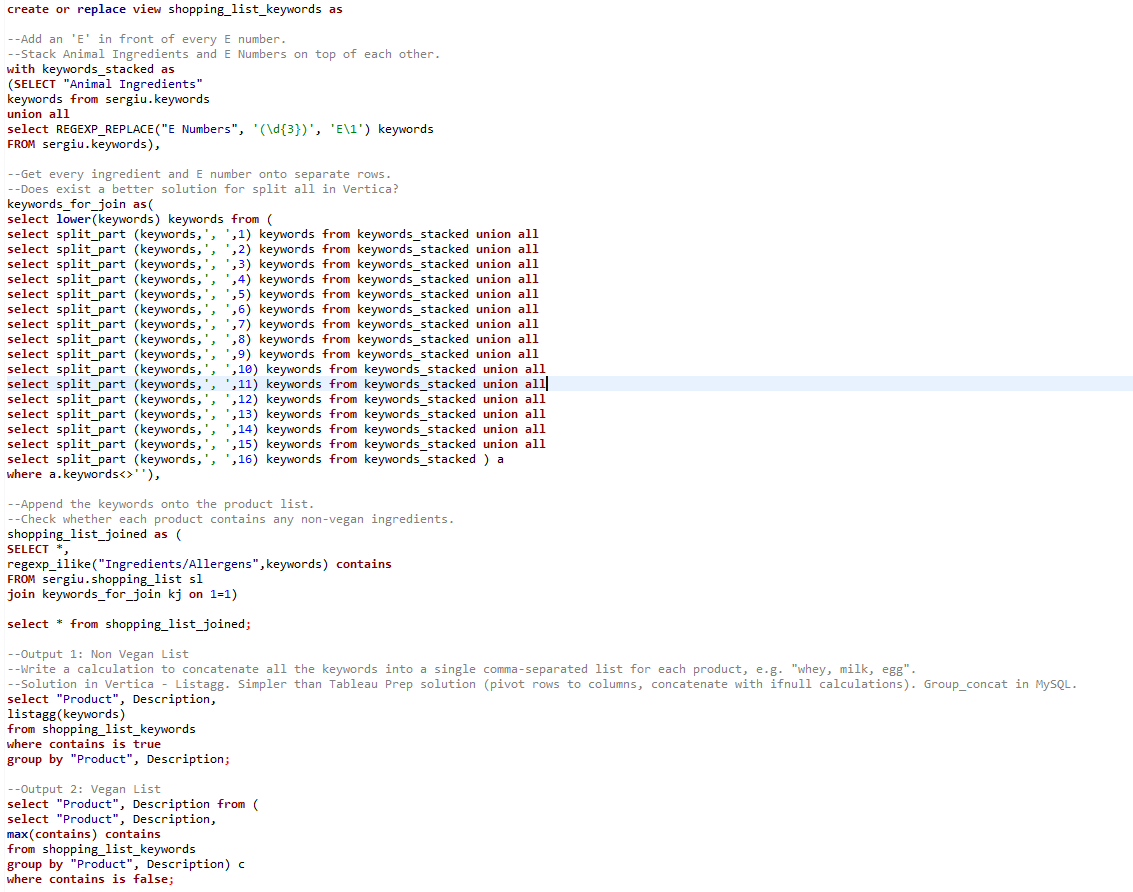 create or replace view shopping_list_keywords as
--Add an 'E' in front of every E number.
--Stack Animal Ingredients and E Numbers on top of each other.
with keywords_stacked as
(SELECT "Animal Ingredients"
keywords from sergiu.keywords
union all
select REGEXP_REPLACE("E Numbers", '(\d{3})', 'E\1') keywords
FROM sergiu.keywords),
--Get every ingredient and E number onto separate rows.
--Does exist a better solution for split all in Vertica?
keywords_for_join as(
select lower(keywords) keywords from (
select split_part (keywords,', ',1) keywords from keywords_stacked union all
select split_part (keywords,', ',2) keywords from keywords_stacked union all
select split_part (keywords,', ',3) keywords from keywords_stacked union all
select split_part (keywords,', ',4) keywords from keywords_stacked union all
select split_part (keywords,', ',5) keywords from keywords_stacked union all
select split_part (keywords,', ',6) keywords from keywords_stacked union all
select split_part (keywords,', ',7) keywords from keywords_stacked union all
select split_part (keywords,', ',8) keywords from keywords_stacked union all
select split_part (keywords,', ',9) keywords from keywords_stacked union all
select split_part (keywords,', ',10) keywords from keywords_stacked union all
select split_part (keywords,', ',11) keywords from keywords_stacked union all
select split_part (keywords,', ',12) keywords from keywords_stacked union all
select split_part (keywords,', ',13) keywords from keywords_stacked union all
select split_part (keywords,', ',14) keywords from keywords_stacked union all
select split_part (keywords,', ',15) keywords from keywords_stacked union all
select split_part (keywords,', ',16) keywords from keywords_stacked ) a
where a.keywords<>''),
--Append the keywords onto the product list.
--Check whether each product contains any non-vegan ingredients.
shopping_list_joined as (
SELECT *,
regexp_ilike("Ingredients/Allergens",keywords) contains
FROM sergiu.shopping_list sl
join keywords_for_join kj on 1=1)
select * from shopping_list_joined;
--Output 1: Non Vegan List
--Write a calculation to concatenate all the keywords into a single comma-separated list for each product, e.g. "whey, milk, egg".
--Solution in Vertica - Listagg. Simpler than Tableau Prep solution (pivot rows to columns, concatenate with ifnull calculations). Group_concat in MySQL.
select "Product", Description,
listagg(keywords)
from shopping_list_keywords
where contains is true
group by "Product", Description;
--Output 2: Vegan List
select "Product", Description from (
select "Product", Description,
max(contains) contains
from shopping_list_keywords
group by "Product", Description) c
where contains is false;